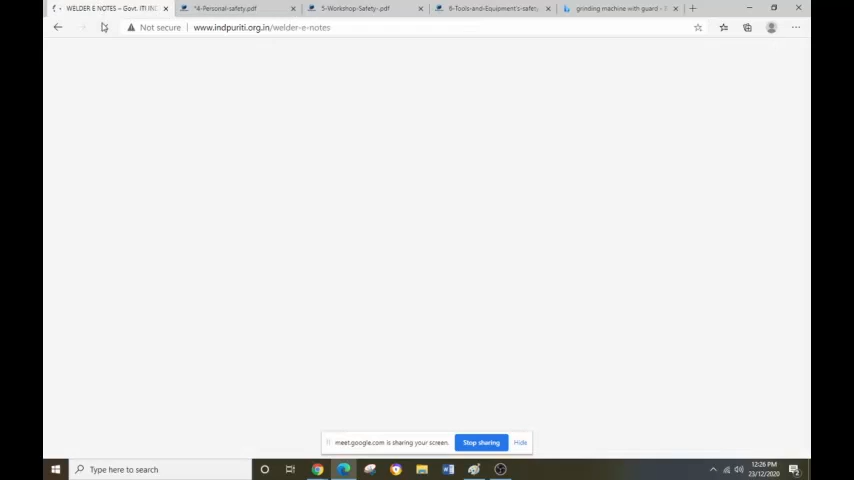 WELDER E NOTES – Govt. ITI IND
*4-Personal-safety.pdf
5-Workshop-Safety-.pdf
6-Tools-and-Equipment's-safety.
grinding machine with guard -
Not secure
www.indpuriti.org.in/welder-e-notes
meet.google.com is sharing your screen.
Stop sharing
Hide
Type here to search
12:26 PM
23/12/2020